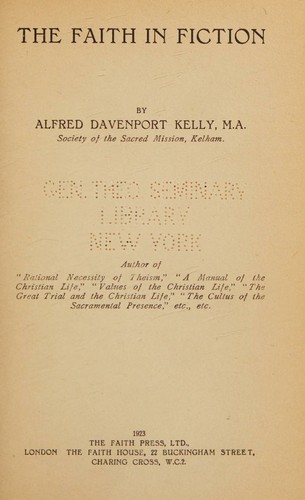 THE FAITH IN FICTION
BY
ALFRED DAVENPORT KELLY, M.A.
Society of the Sacred Mission, Kelham.
GEN. THEO. SEMINARY
LIBRARY
NEW YORK
Author of
"Rational Necessity of Theism," "A Manual of the
Christian Life," "Values of the Christian Life," "The
Great Trial and the Christian Life," "The Cultus of the
Sacramental Presence," etc., etc.
1923
THE FAITH PRESS, LTD.,
LONDON THE FAITH HOUSE, 22 BUCKINGHAM STREET,
CHARING CROSS, W.C.2.